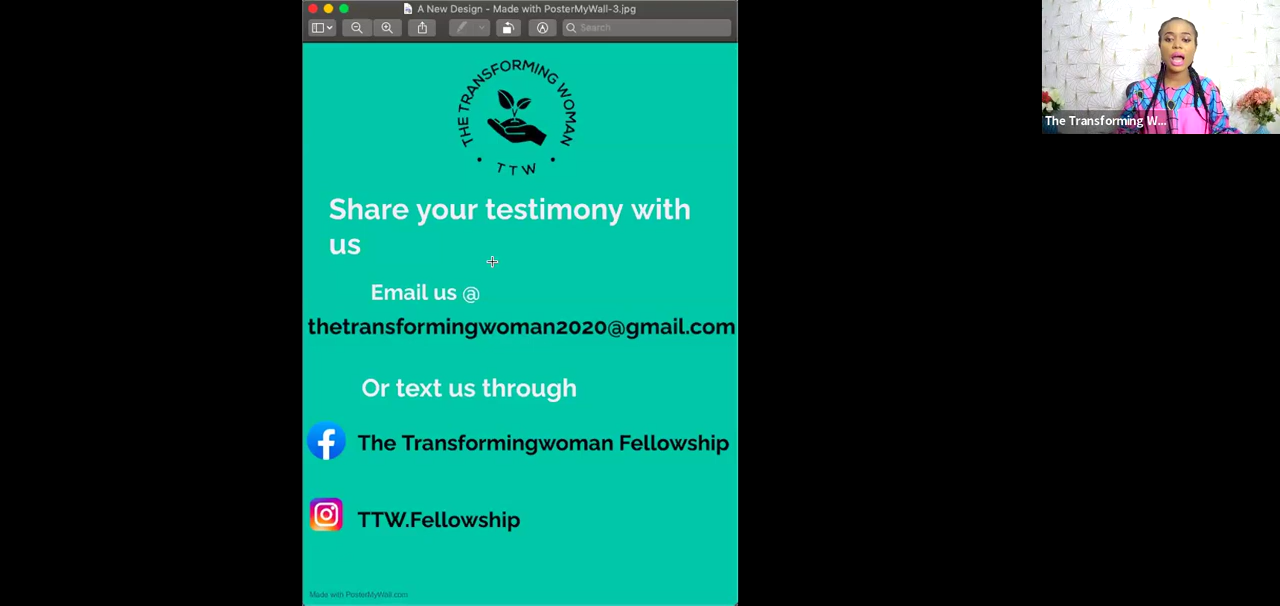 A New Design - Made with PosterMyWall-3.jpg
Search
THE TRANSFORMING WOMAN
• TTW •
Share your testimony with
us
Email us @
thetransformingwoman2020@gmail.com
Or text us through
The Transformingwoman Fellowship
TTW.Fellowship
Made with PosterMyWall.com
The Transforming W...